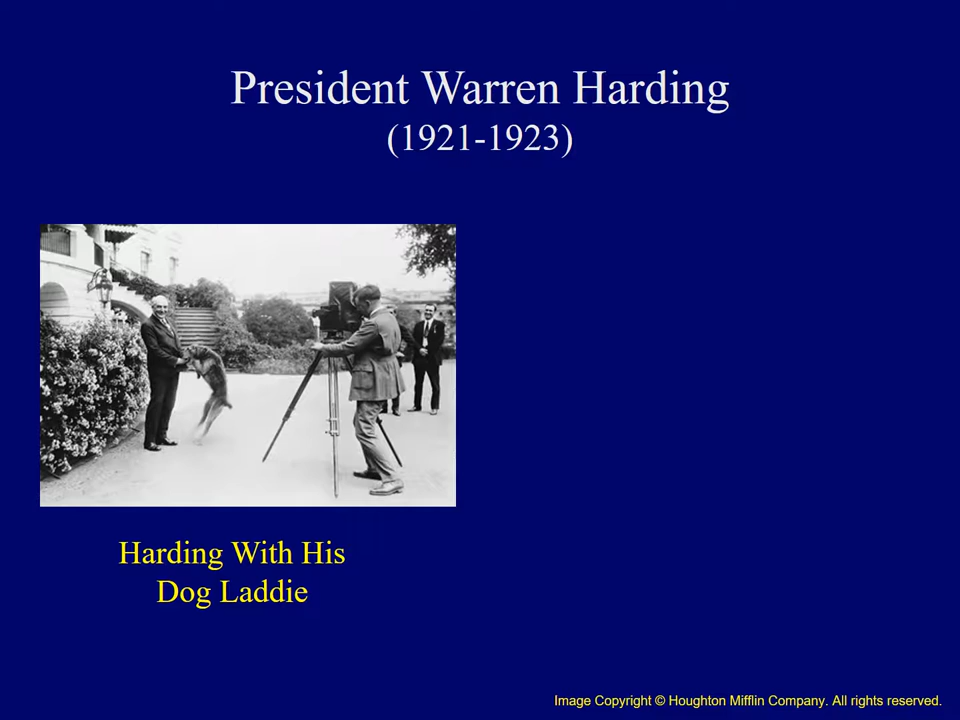 President Warren Harding
(1921-1923)
Harding With His
Dog Laddie
Image Copyright © Houghton Mifflin Company. All rights reserved.